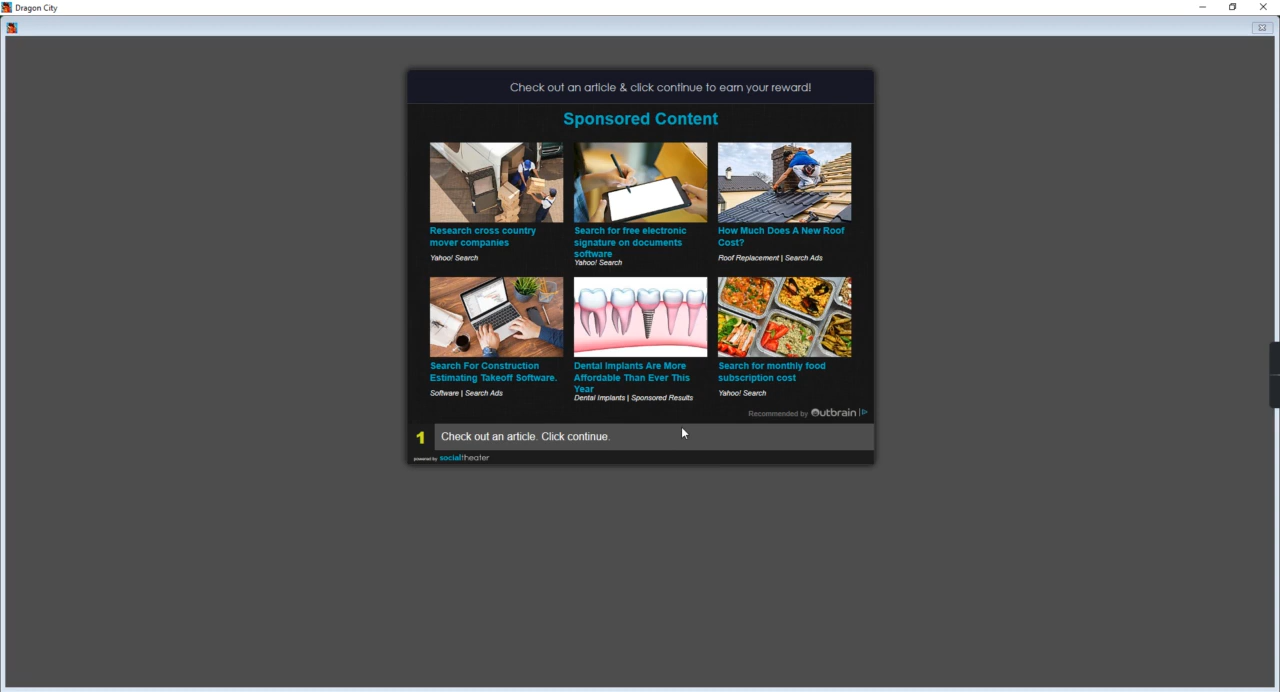 Dragon City
Check out an article & click continue to earn your reward!
Sponsored Content
Research cross country
mover companies
Yahoo! Search
Search for free electronic
signature on documents
software
Yahoo! Search
How Much Does A New Roof
Cost?
Roof Replacement | Search Ads
Search For Construction
Estimating Takeoff Software.
Software | Search Ads
Dental Implants Are More
Affordable Than Ever This
Year
Dental Implants | Sponsored Results
Search for monthly food
subscription cost
Yahoo! Search
Recommended by Outbrain
1 Check out an article. Click continue.
powered by socialtheater